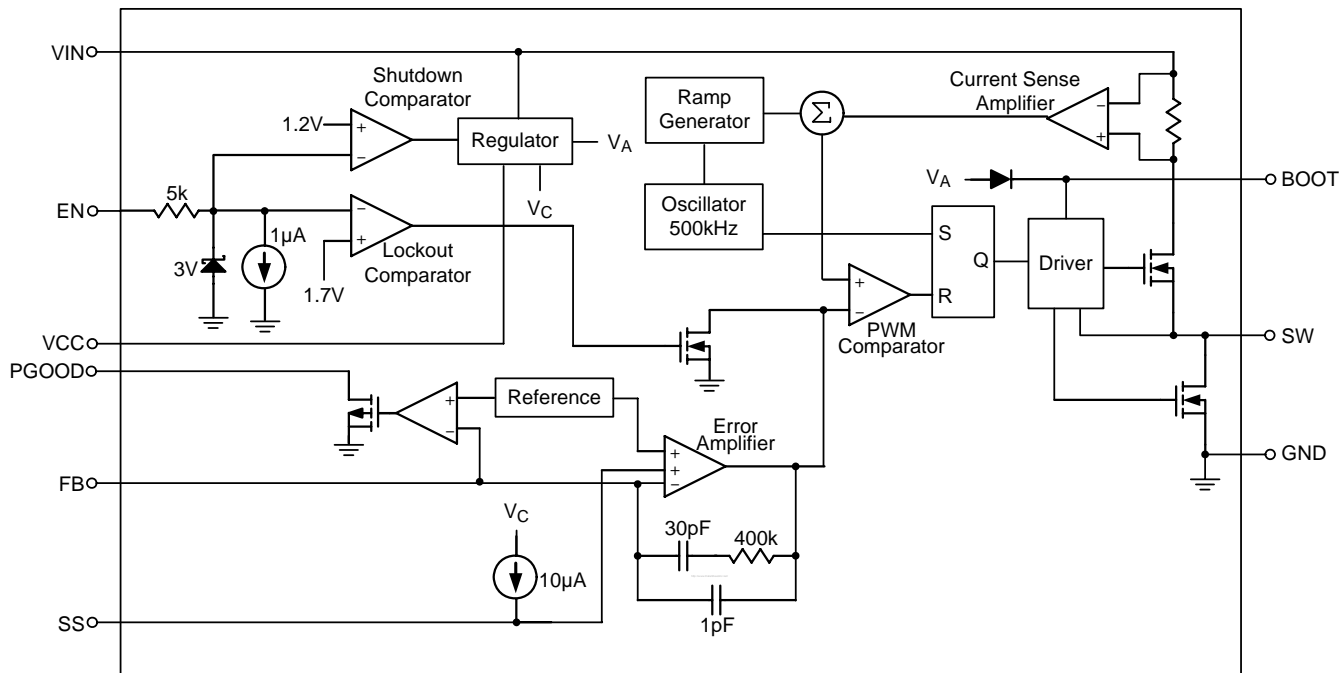 VIN
Shutdown
Comparator
1.2V
+
−
Regulator
VA
VC
Ramp
Generator
Σ
Current Sense
Amplifier
−
+
VA
BOOT
EN
5k
3V
1µA
−
+
1.7V
Lockout
Comparator
Oscillator
500kHz
S
Q
R
Driver
+
−
PWM
Comparator
SW
VCC
PGOOD
+
−
Reference
Error
Amplifier
+
+
−
GND
FB
VC
10µA
30pF
400k
1pF
SS